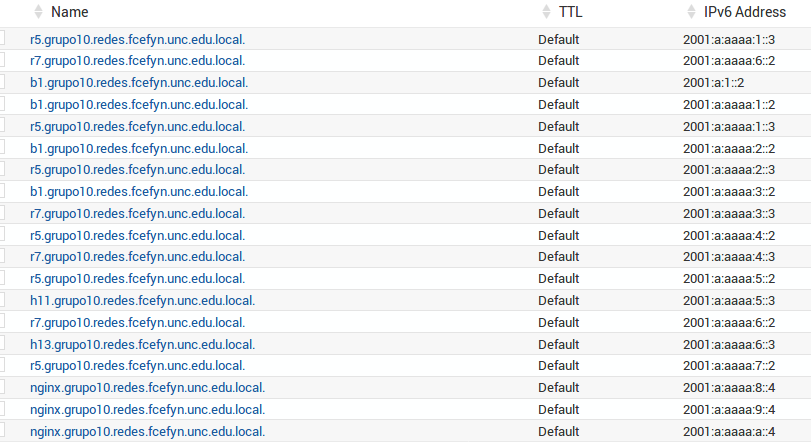 Name TTL IPv6 Address
r5.grupo10.redes.fcefyn.unc.edu.local. Default 2001:a:aaaa:1::3
r7.grupo10.redes.fcefyn.unc.edu.local. Default 2001:a:aaaa:6::2
b1.grupo10.redes.fcefyn.unc.edu.local. Default 2001:a:1::2
b1.grupo10.redes.fcefyn.unc.edu.local. Default 2001:a:aaaa:1::2
r5.grupo10.redes.fcefyn.unc.edu.local. Default 2001:a:aaaa:1::3
b1.grupo10.redes.fcefyn.unc.edu.local. Default 2001:a:aaaa:2::2
r5.grupo10.redes.fcefyn.unc.edu.local. Default 2001:a:aaaa:2::3
b1.grupo10.redes.fcefyn.unc.edu.local. Default 2001:a:aaaa:3::2
r7.grupo10.redes.fcefyn.unc.edu.local. Default 2001:a:aaaa:3::3
r5.grupo10.redes.fcefyn.unc.edu.local. Default 2001:a:aaaa:4::2
r7.grupo10.redes.fcefyn.unc.edu.local. Default 2001:a:aaaa:4::3
r5.grupo10.redes.fcefyn.unc.edu.local. Default 2001:a:aaaa:5::2
h11.grupo10.redes.fcefyn.unc.edu.local. Default 2001:a:aaaa:5::3
r7.grupo10.redes.fcefyn.unc.edu.local. Default 2001:a:aaaa:6::2
h13.grupo10.redes.fcefyn.unc.edu.local. Default 2001:a:aaaa:6::3
r5.grupo10.redes.fcefyn.unc.edu.local. Default 2001:a:aaaa:7::2
nginx.grupo10.redes.fcefyn.unc.edu.local. Default 2001:a:aaaa:8::4
nginx.grupo10.redes.fcefyn.unc.edu.local. Default 2001:a:aaaa:9::4
nginx.grupo10.redes.fcefyn.unc.edu.local. Default 2001:a:aaaa:a::4